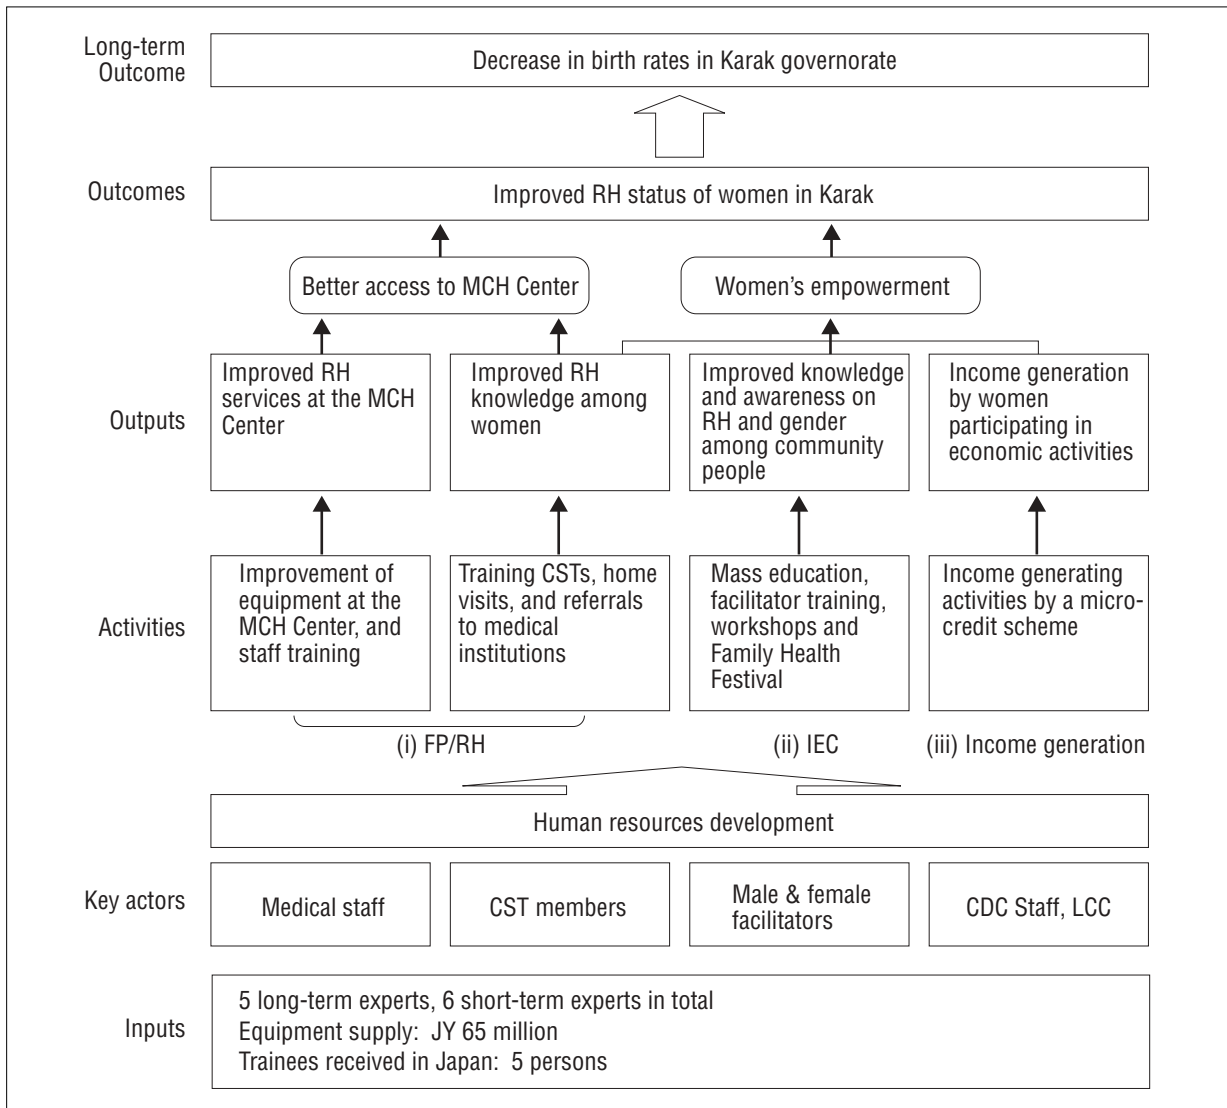 Long-term
Outcome
Decrease in birth rates in Karak governorate
Outcomes
Improved RH status of women in Karak
Better access to MCH Center
Women's empowerment
Outputs
Improved RH
services at the MCH
Center
Improved RH
knowledge among
women
Improved knowledge
and awareness on
RH and gender
among community
people
Income generation
by women
participating in
economic activities
Activities
Improvement of
equipment at the
MCH Center, and
staff training
Training CSTs, home
visits, and referrals
to medical
institutions
Mass education,
facilitator training,
workshops and
Family Health
Festival
Income generating
activities by a micro-
credit scheme
(i) FP/RH
(ii) IEC
(iii) Income generation
Human resources development
Key actors
Medical staff
CST members
Male & female
facilitators
CDC Staff, LCC
Inputs
5 long-term experts, 6 short-term experts in total
Equipment supply: JY 65 million
Trainees received in Japan: 5 persons